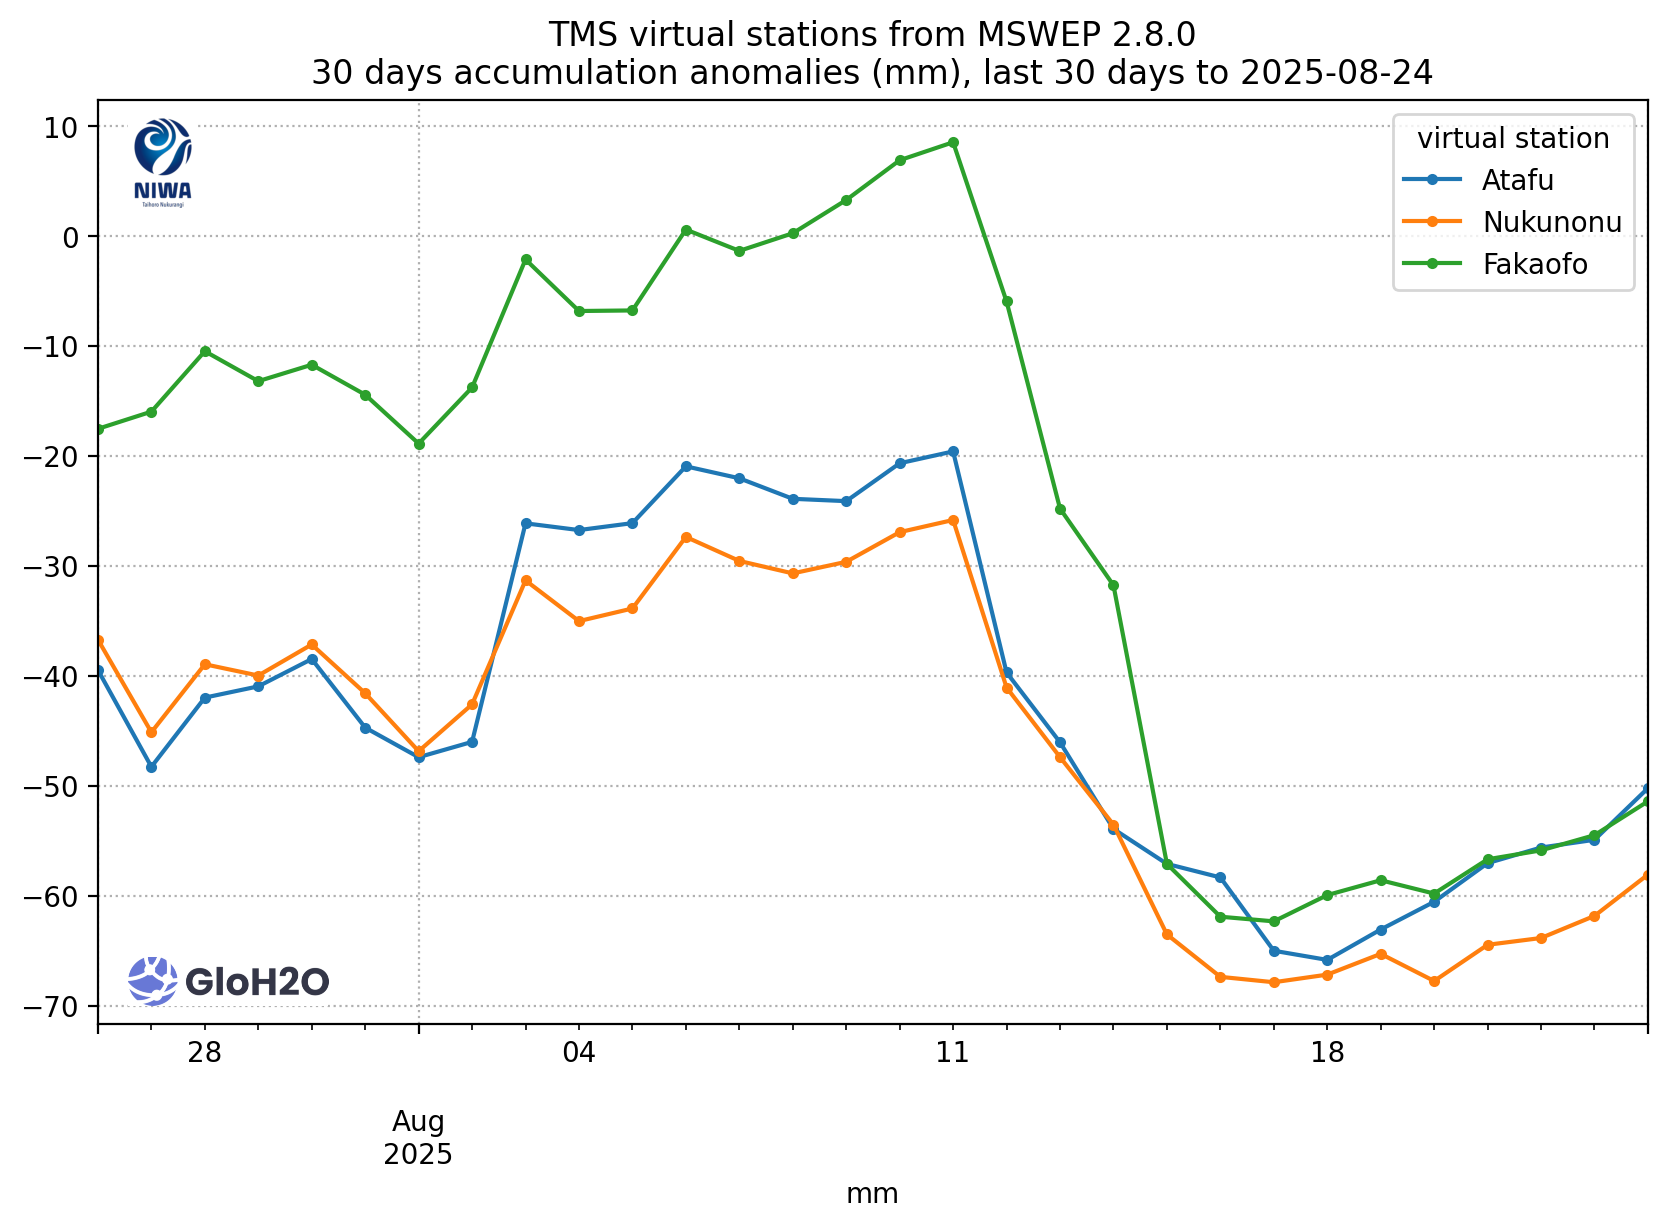 TMS virtual stations from MSWEP 2.8.0
30 days accumulation anomalies (mm), last 30 days to 2025-08-24
10
0
−10
−20
−30
−40
−50
−60
−70
NIWA
Taihoro Nukurangi
virtual station
Atafu
Nukunonu
Fakaofo
GloH2O
28
04
11
18
Aug
2025
mm